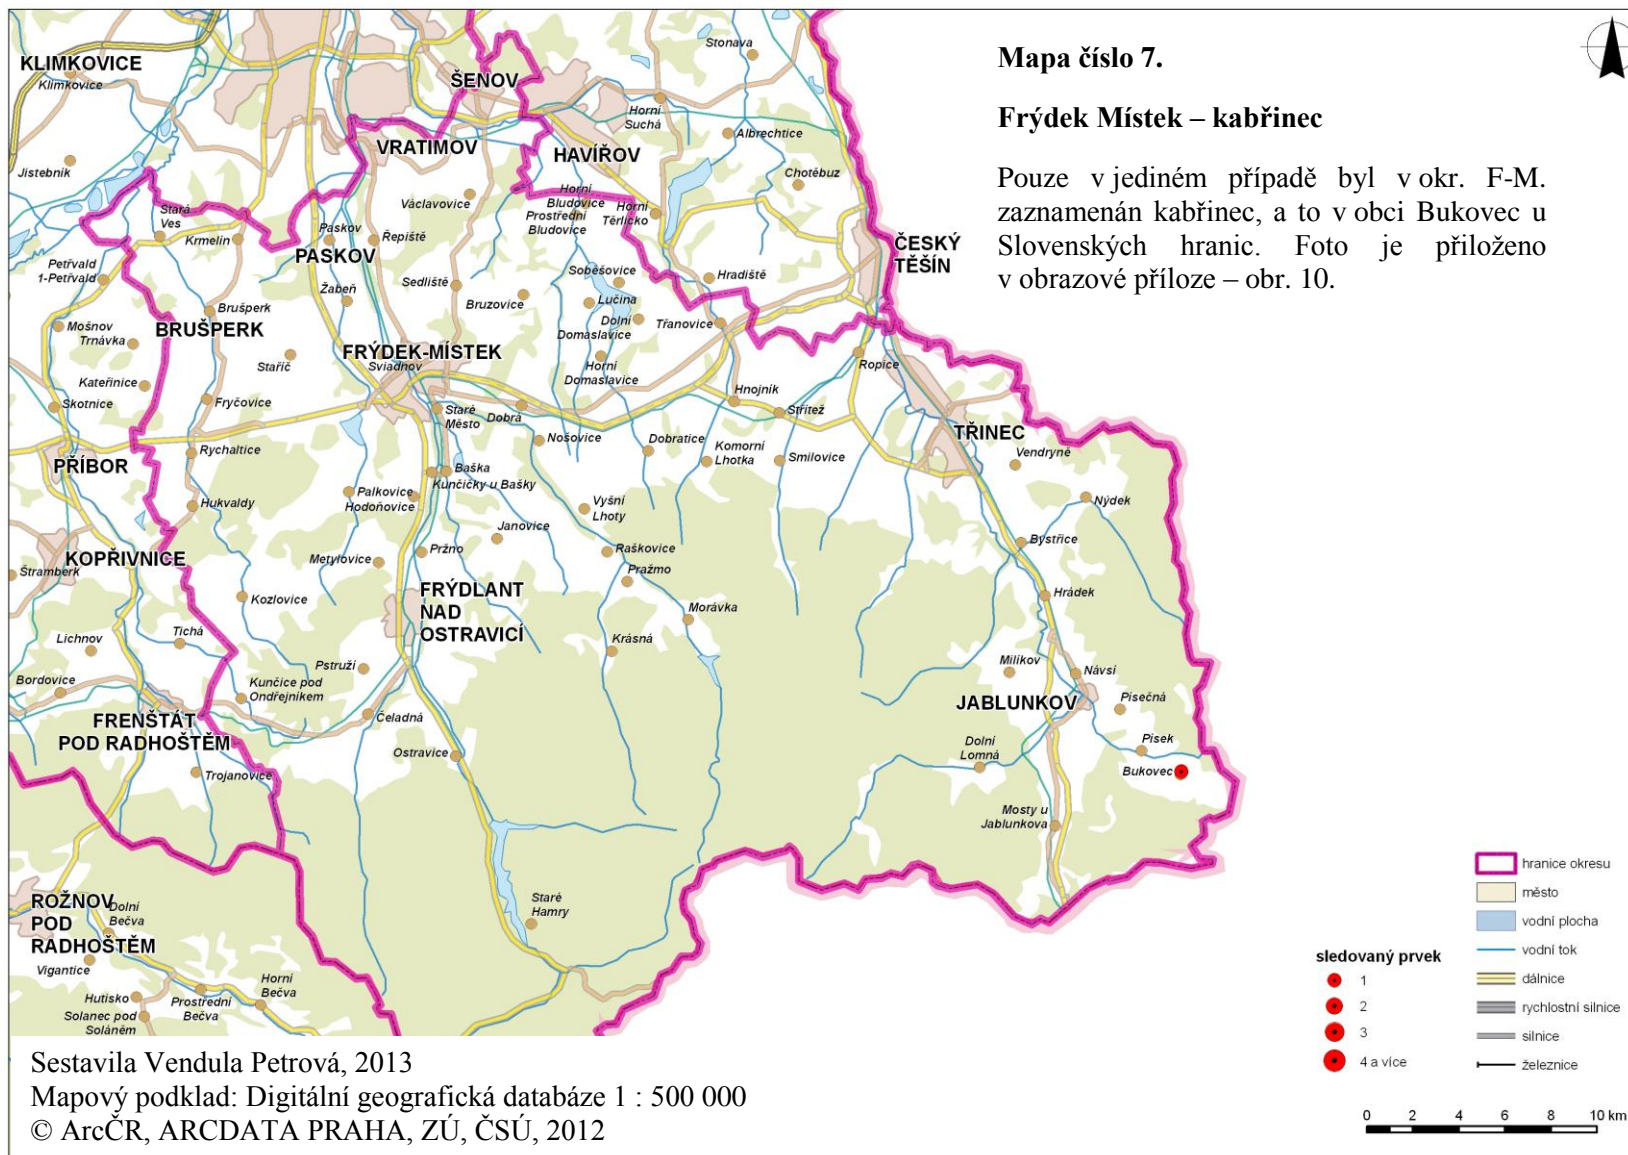 Mapa číslo 7.
Frýdek Místek – kabřinec
Pouze v jediném případě byl v okr. F-M.
zaznamenán kabřinec, a to v obci Bukovec u
Slovenských hranic. Foto je přiloženo
v obrazové příloze – obr. 10.
KLIMKOVICE
Klimkovice
ŠENOV
Stonava
Horní
Suchá
VRATIMOV
HAVÍŘOV
Albrechtice
Jistebník
Chotěbuz
Václavovice
Horní
Bludovice
Prostřední
Bludovice
Horní
Těrlicko
Stará
Ves
Krmelín
Paskov
Řepiště
PASKOV
ČESKÝ
TĚŠÍN
Petřvald
1-Petřvald
Žabeň
Sedliště
Bruzovice
Soběšovice
Lučina
Hradiště
Brušperk
BRUŠPERK
Mošnov
Trnávka
Dolní
Domaslavice
Třanovice
FRÝDEK-MÍSTEK
Sviadnov
Staříč
Horní
Domaslavice
Ropice
Kateřinice
Skotnice
Fryčovice
Hnojník
Staré
Město
Dobrá
Střítež
Nošovice
Dobratice
Komorní
Lhotka
Smilovice
TŘINEC
Vendryně
Rychaltice
PŘÍBOR
Baška
Kunčičky u Bašky
Palkovice
Hodoňovice
Hukvaldy
Vyšní
Lhoty
Nýdek
Janovice
Bystřice
KOPŘIVNICE
Štramberk
Metylovice
Pržno
Raškovice
Pražmo
FRÝDLANT
NAD
OSTRAVICÍ
Hrádek
Kozlovice
Morávka
Lichnov
Tichá
Krásná
Pstruží
Milíkov
Návsí
Bordovice
Kunčice pod
Ondřejníkem
Písečná
JABLUNKOV
Čeladná
FRENŠTÁT
POD RADHOŠTĚM
Ostravice
Dolní
Lomná
Písek
Bukovec
Trojanovice
Mosty u
Jablunkova
ROŽNOV
POD
RADHOŠTĚM
Dolní
Bečva
Staré
Hamry
Vigantice
Hutisko
Solanec pod
Soláněm
Prostřední
Bečva
Horní
Bečva
hranice okresu
město
vodní plocha
vodní tok
dálnice
rychlostní silnice
silnice
železnice
sledovaný prvek
1
2
3
4 a více
0 2 4 6 8 10 km
Sestavila Vendula Petrová, 2013
Mapový podklad: Digitální geografická databáze 1 : 500 000
© ArcČR, ARCDATA PRAHA, ZÚ, ČSÚ, 2012